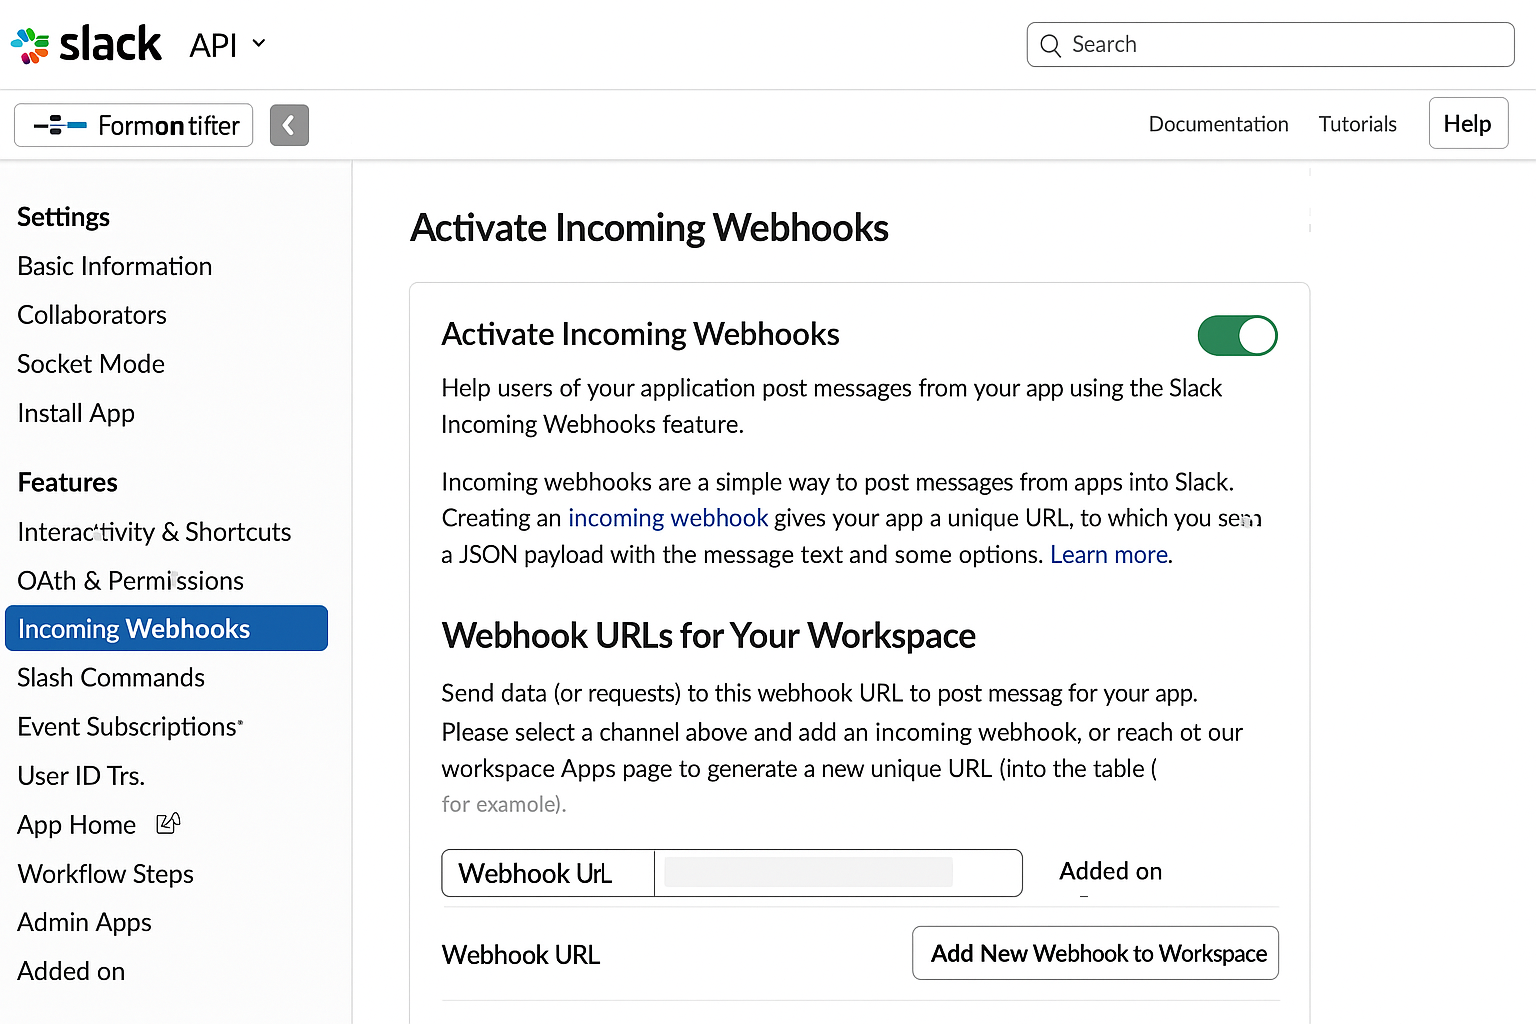 slack API
Search
Formon tifier
Documentation Tutorials Help
Settings
Basic Information
Collaborators
Socket Mode
Install App
Features
Interactivity & Shortcuts
OAth & Permissions
Incoming Webhooks
Slash Commands
Event Subscriptions*
User ID Trs.
App Home
Workflow Steps
Admin Apps
Added on
Activate Incoming Webhooks
Activate Incoming Webhooks
Help users of your application post messages from your app using the Slack
Incoming Webhooks feature.
Incoming webhooks are a simple way to post messages from apps into Slack.
Creating an incoming webhook gives your app a unique URL, to which you
a JSON payload with the message text and some options. Learn more.
Webhook URLs for Your Workspace
Send data (or requests) to this webhook URL to post messag for your app.
Please select a channel above and add an incoming webhook, or reach ot our
workspace Apps page to generate a new unique URL (into the table (
for examole).
Webhook UrL
Added on
Webhook URL
Add New Webhook to Workspace